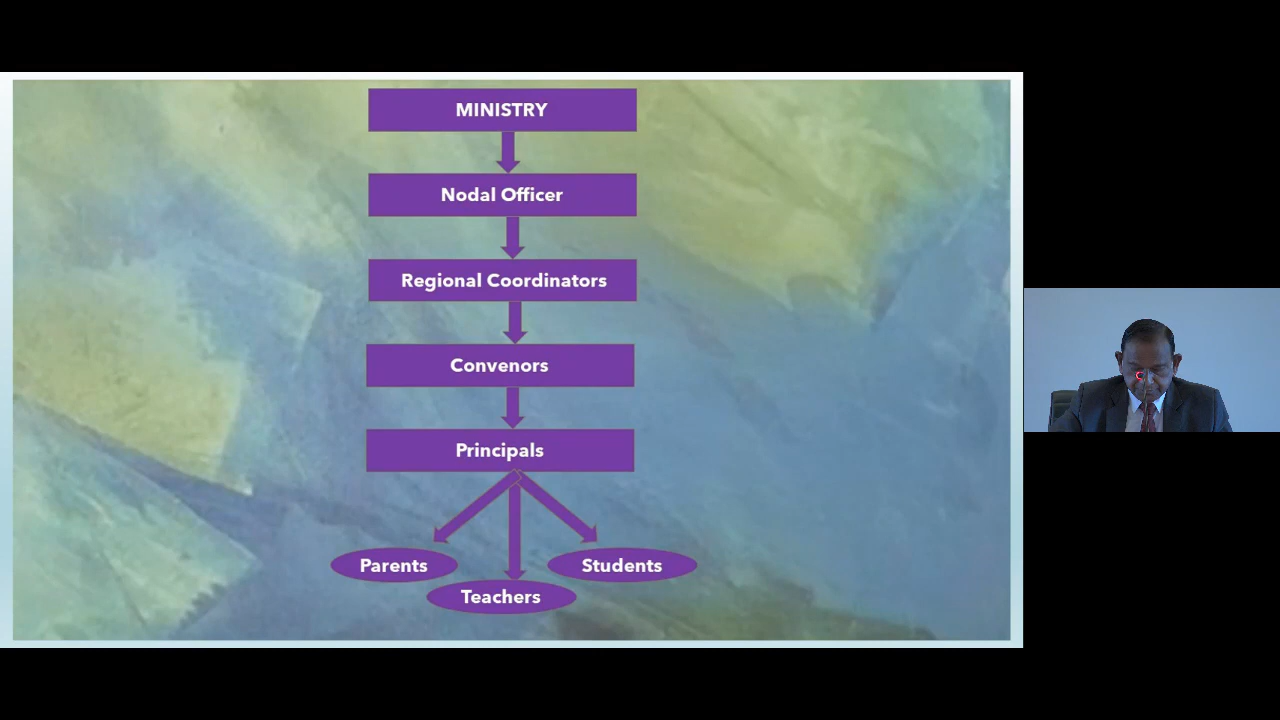 MINISTRY
Nodal Officer
Regional Coordinators
Convenors
Principals
Parents
Students
Teachers